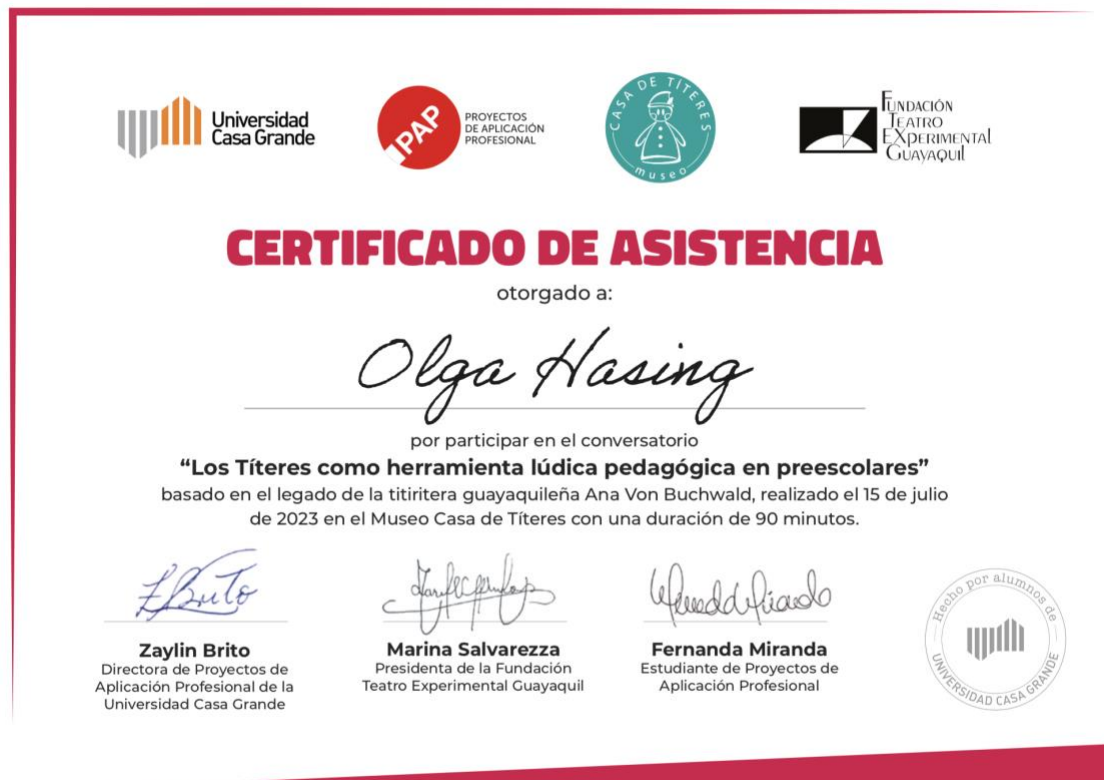 Universidad
Casa Grande
PAP
PROYECTOS
DE APLICACIÓN
PROFESIONAL
CASA DE TÍTERES
museo
FUNDACIÓN
TEATRO
EXPERIMENTAL
GUAYAQUIL
CERTIFICADO DE ASISTENCIA
otorgado a:
Olga Hasing
por participar en el conversatorio
“Los Títeres como herramienta lúdica pedagógica en preescolares”
basado en el legado de la titiritera guayaquileña Ana Von Buchwald, realizado el 15 de julio
de 2023 en el Museo Casa de Títeres con una duración de 90 minutos.
ZBrito
Zaylin Brito
Directora de Proyectos de
Aplicación Profesional de la
Universidad Casa Grande
Marina Salvarezza
Presidenta de la Fundación
Teatro Experimental Guayaquil
Fernanda Miranda
Estudiante de Proyectos de
Aplicación Profesional
Hecho por alumnos de
UNIVERSIDAD CASA GRANDE